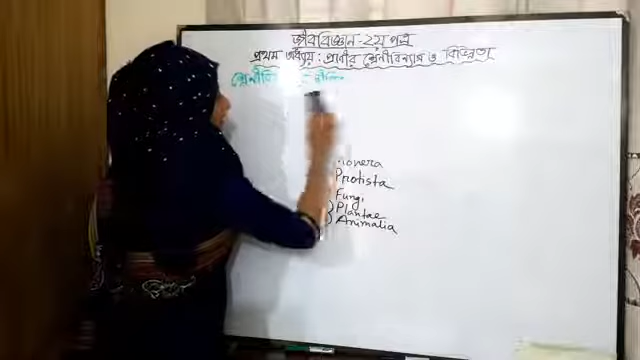 জীববিজ্ঞান-২য় পত্র
প্রথম অধ্যায়: প্রাণীর শ্রেণীবিন্যাস ও বিভিন্নতা
Protista
Fungi
Plantae
Animalia